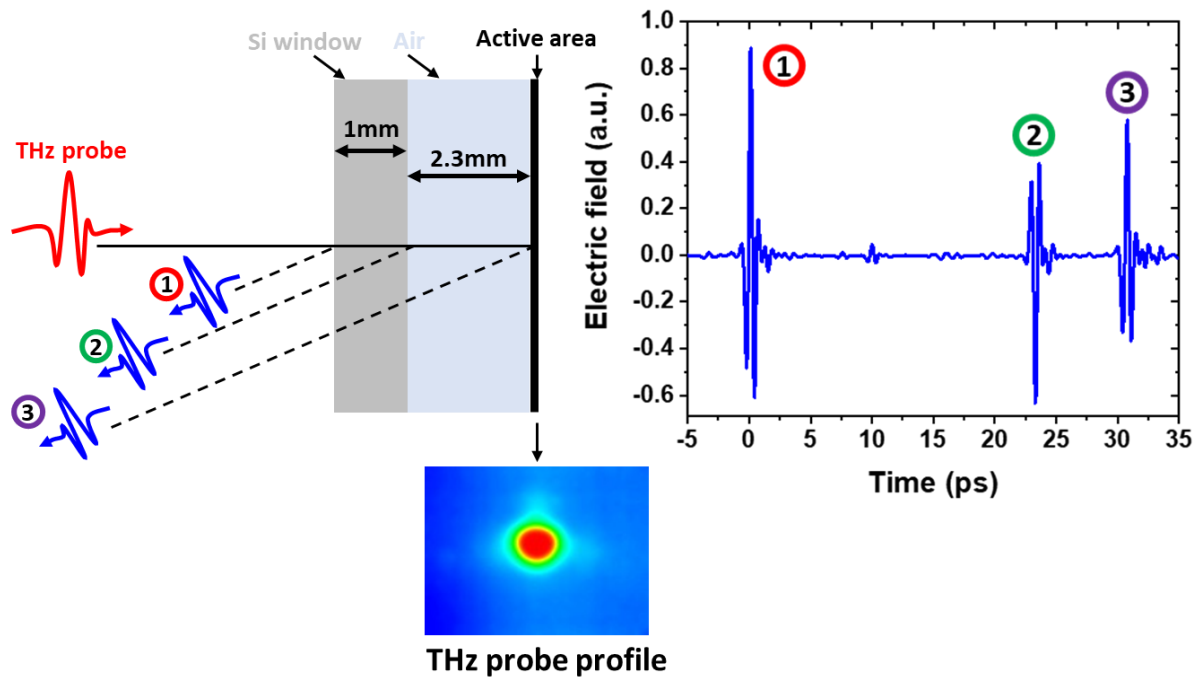 Si window
Air
Active area
1mm
2.3mm
THz probe
1
2
3
THz probe profile
Electric field (a.u.)
1.0
0.8
0.6
0.4
0.2
0.0
-0.2
-0.4
-0.6
1
2
3
-5
0
5
10
15
20
25
30
35
Time (ps)